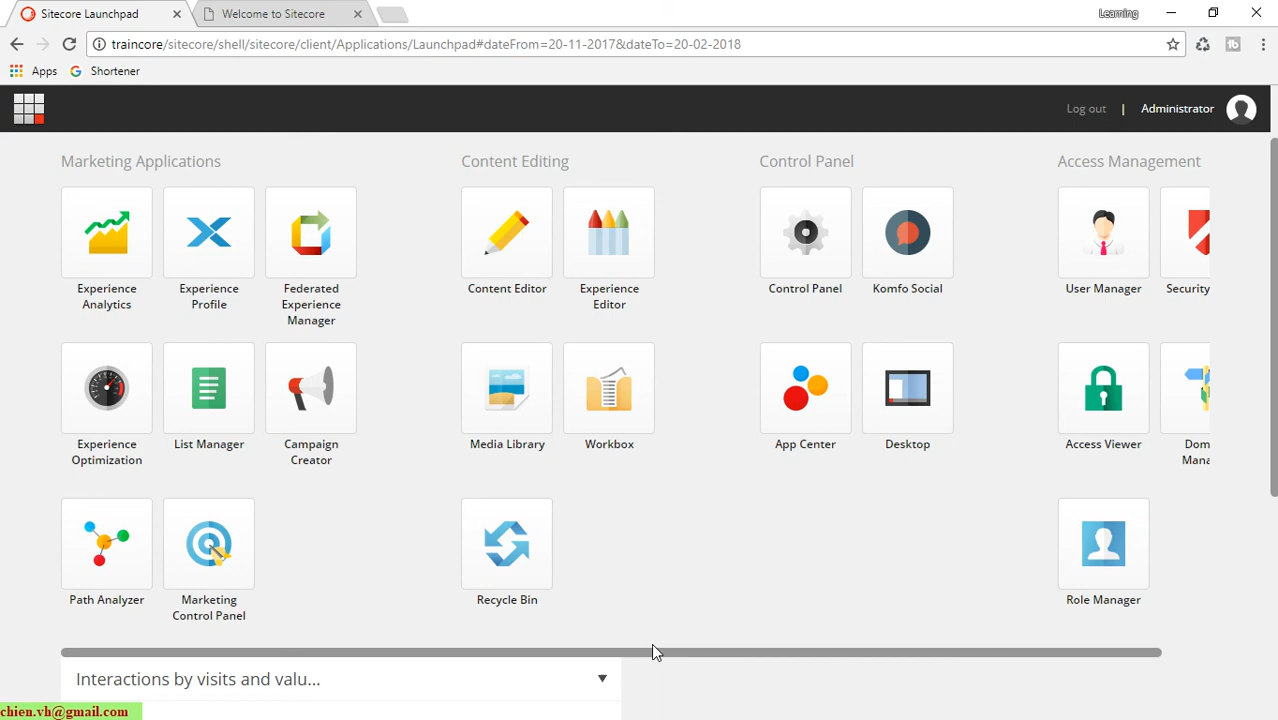 Sitecore Launchpad
Welcome to Sitecore
Learning
traincore/sitecore/shell/sitecore/client/Applications/Launchpad#dateFrom=20-11-2017&dateTo=20-02-2018
Apps
Shortener
Log out | Administrator
Marketing Applications
Content Editing
Control Panel
Access Management
Experience
Analytics
Experience
Profile
Federated
Experience
Manager
Content Editor
Experience
Editor
Control Panel
Komfo Social
User Manager
Security
Experience
Optimization
List Manager
Campaign
Creator
Media Library
Workbox
App Center
Desktop
Access Viewer
Dom
Mana
Path Analyzer
Marketing
Control Panel
Recycle Bin
Role Manager
Interactions by visits and valu...
chien.vh@gmail.com